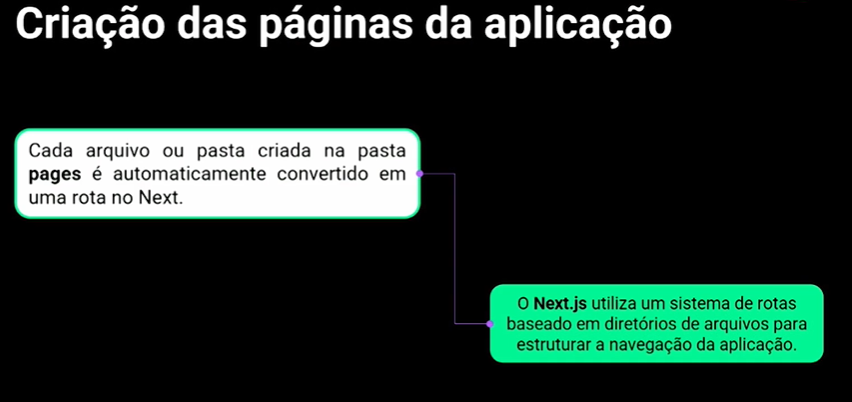 Criação das páginas da aplicação
Cada arquivo ou pasta criada na pasta
pages é automaticamente convertido em
uma rota no Next.
O Next.js utiliza um sistema de rotas
baseado em diretórios de arquivos para
estruturar a navegação da aplicação.